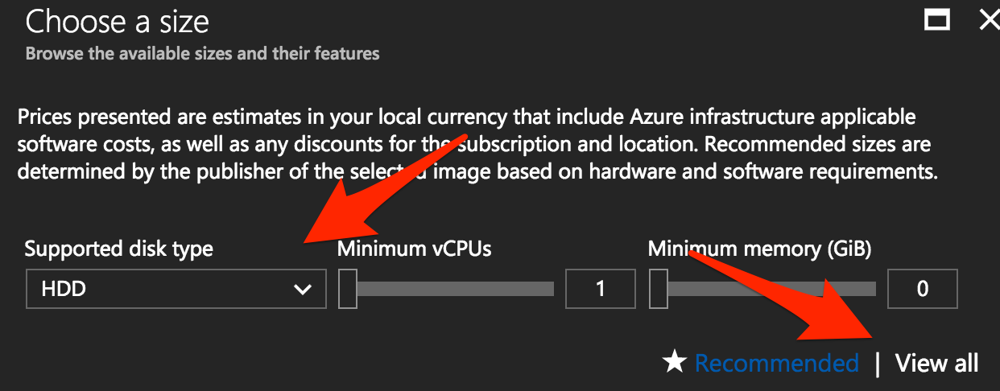 Choose a size
Browse the available sizes and their features
Prices presented are estimates in your local currency that include Azure infrastructure applicable
software costs, as well as any discounts for the subscription and location. Recommended sizes are
determined by the publisher of the selected image based on hardware and software requirements.
Supported disk type
Minimum vCPUs
Minimum memory (GiB)
HDD
1
0
★ Recommended | View all